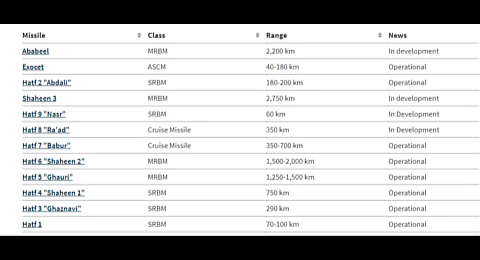 Missile Class Range News
Ababeel MRBM 2,200 km In development
Exocet ASCM 40-180 km Operational
Hatf 2 "Abdali" SRBM 180-200 km Operational
Shaheen 3 MRBM 2,750 km In development
Hatf 9 "Nasr" SRBM 60 km In Development
Hatf 8 "Ra'ad" Cruise Missile 350 km In Development
Hatf 7 "Babur" Cruise Missile 350-700 km Operational
Hatf 6 "Shaheen 2" MRBM 1,500-2,000 km Operational
Hatf 5 "Ghauri" MRBM 1,250-1,500 km Operational
Hatf 4 "Shaheen 1" SRBM 750 km Operational
Hatf 3 "Ghaznavi" SRBM 290 km Operational
Hatf 1 SRBM 70-100 km Operational